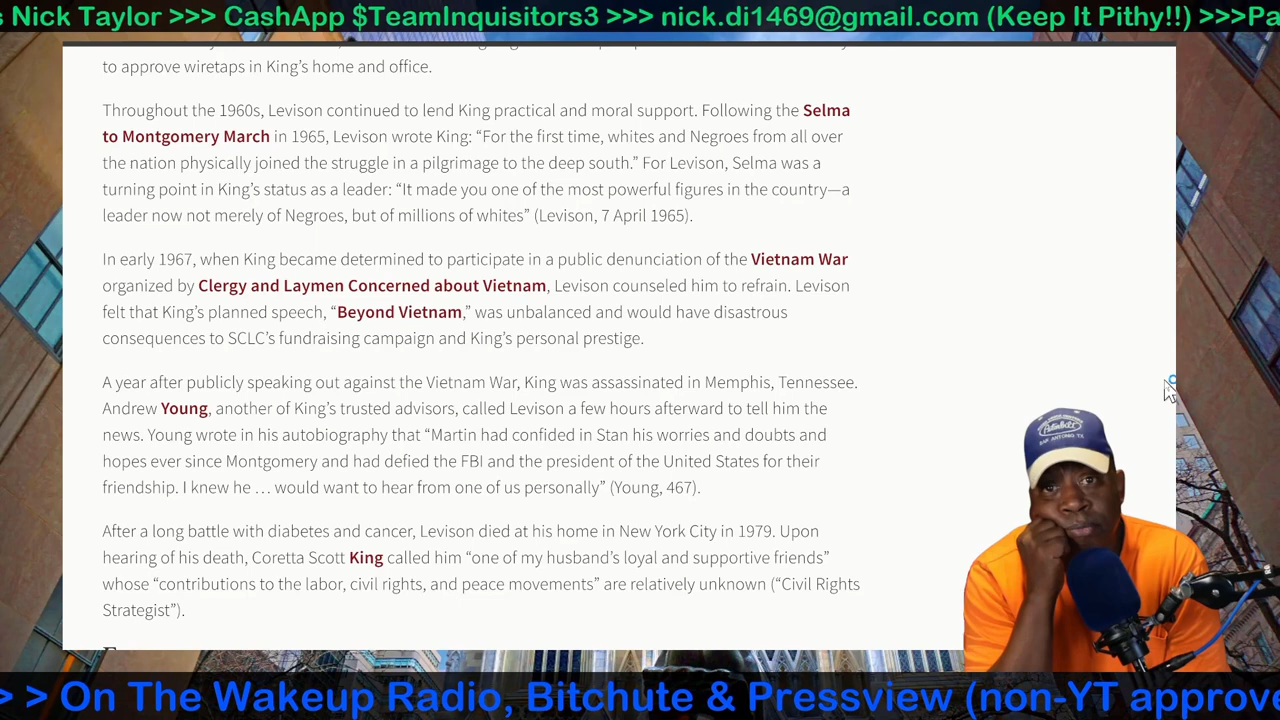 s Nick Taylor >>> CashApp $TeamInquisitors3 >>> nick.di1469@gmail.com (Keep It Pithy!!) >>>Pa
to approve wiretaps in King’s home and office.
Throughout the 1960s, Levison continued to lend King practical and moral support. Following the Selma
to Montgomery March in 1965, Levison wrote King: “For the first time, whites and Negroes from all over
the nation physically joined the struggle in a pilgrimage to the deep south.” For Levison, Selma was a
turning point in King’s status as a leader: “It made you one of the most powerful figures in the country—a
leader now not merely of Negroes, but of millions of whites” (Levison, 7 April 1965).
In early 1967, when King became determined to participate in a public denunciation of the Vietnam War
organized by Clergy and Laymen Concerned about Vietnam, Levison counseled him to refrain. Levison
felt that King’s planned speech, “Beyond Vietnam,” was unbalanced and would have disastrous
consequences to SCLC’s fundraising campaign and King’s personal prestige.
A year after publicly speaking out against the Vietnam War, King was assassinated in Memphis, Tennessee.
Andrew Young, another of King’s trusted advisors, called Levison a few hours afterward to tell him the
news. Young wrote in his autobiography that “Martin had confided in Stan his worries and doubts and
hopes ever since Montgomery and had defied the FBI and the president of the United States for their
friendship. I knew he … would want to hear from one of us personally” (Young, 467).
After a long battle with diabetes and cancer, Levison died at his home in New York City in 1979. Upon
hearing of his death, Coretta Scott King called him “one of my husband’s loyal and supportive friends”
whose “contributions to the labor, civil rights, and peace movements” are relatively unknown (“Civil Rights
Strategist”).
Peterbilt
SAN ANTONIO, TX
> > On The Wakeup Radio, Bitchute & Pressview (non-YT approve